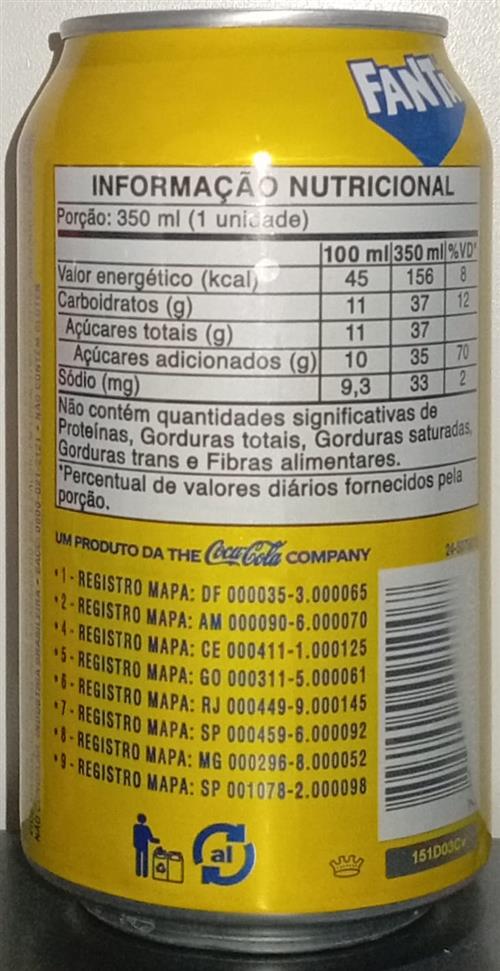 FANTA
INFORMAÇÃO NUTRICIONAL
Porção: 350 ml (1 unidade)
100 ml 350 ml %VD*
Valor energético (kcal) 45 156 8
Carboidratos (g) 11 37 12
Açúcares totais (g) 11 37
Açúcares adicionados (g) 10 35 70
Sódio (mg) 9,3 33 2
Não contém quantidades significativas de
Proteínas, Gorduras totais, Gorduras saturadas,
Gorduras trans e Fibras alimentares.
*Percentual de valores diários fornecidos pela
porção.
UM PRODUTO DA THE Coca-Cola COMPANY
•1-REGISTRO MAPA: DF 000035-3.000065
•2-REGISTRO MAPA: AM 000090-6.000070
•4-REGISTRO MAPA: CE 000411-1.000125
•5-REGISTRO MAPA: GO 000311-5.000061
•6-REGISTRO MAPA: RJ 000449-9.000145
•7-REGISTRO MAPA: SP 000459-6.000092
•8-REGISTRO MAPA: MG 000296-8.000052
•9-REGISTRO MAPA: SP 001078-2.000098
al
151D03C